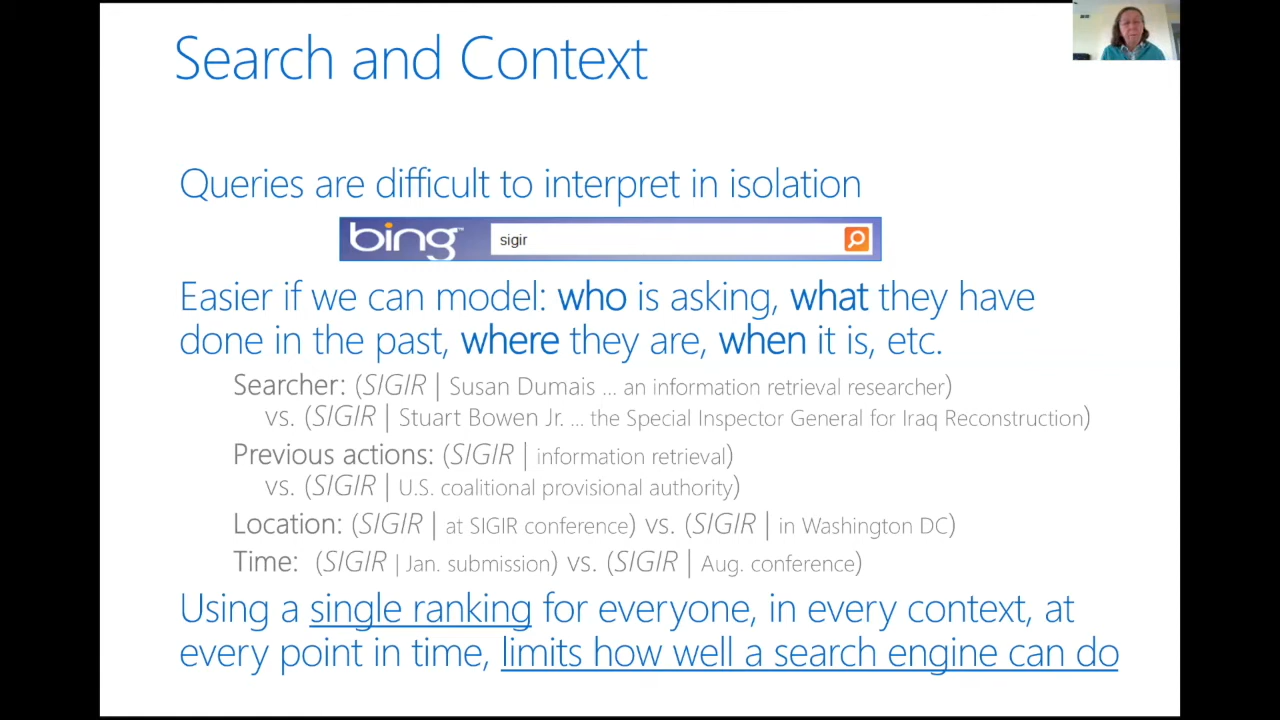 Search and Context
Queries are difficult to interpret in isolation
bing™ sigir
Easier if we can model: who is asking, what they have
done in the past, where they are, when it is, etc.
Searcher: (SIGIR | Susan Dumais ... an information retrieval researcher)
vs. (SIGIR | Stuart Bowen Jr. ... the Special Inspector General for Iraq Reconstruction)
Previous actions: (SIGIR | information retrieval)
vs. (SIGIR | U.S. coalitional provisional authority)
Location: (SIGIR | at SIGIR conference) vs. (SIGIR | in Washington DC)
Time: (SIGIR | Jan. submission) vs. (SIGIR | Aug. conference)
Using a single ranking for everyone, in every context, at
every point in time, limits how well a search engine can do